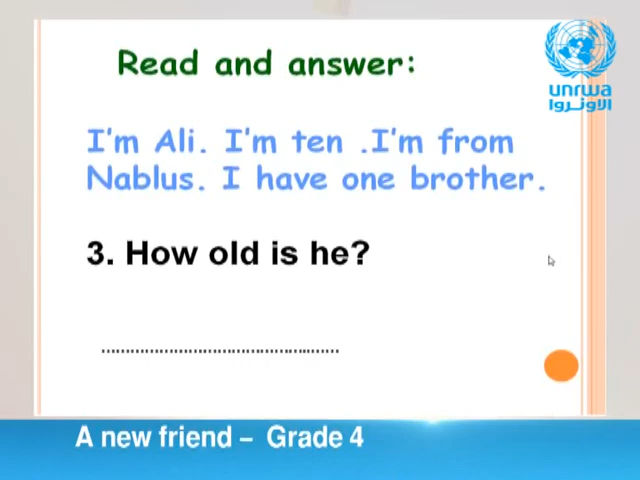 Read and answer:
unrwa
الاونروا
I'm Ali. I'm ten .I'm from
Nablus. I have one brother.
3. How old is he?
................................................
A new friend – Grade 4